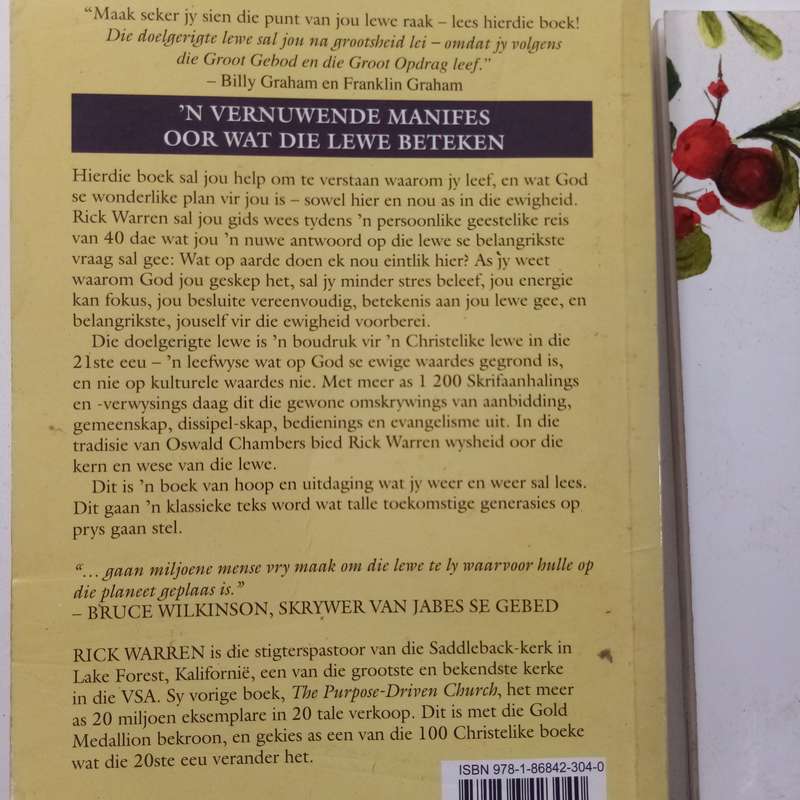 “Maak seker jy sien die punt van jou lewe raak – lees hierdie boek!
Die doelgerigte lewe sal jou na grootsheid lei – omdat jy volgens
die Groot Gebod en die Groot Opdrag leef.”
– Billy Graham en Franklin Graham
’N VERNUWENDE MANIFES
OOR WAT DIE LEWE BETEKEN
Hierdie boek sal jou help om te verstaan waarom jy leef, en wat God
se wonderlike plan vir jou is – sowel hier en nou as in die ewigheid.
Rick Warren sal jou gids wees tydens ’n persoonlike geestelike reis
van 40 dae wat jou ’n nuwe antwoord op die lewe se belangrikste
vraag sal gee: Wat op aarde doen ek nou eintlik hier? As jy weet
waarom God jou geskep het, sal jy minder stres beleef, jou energie
kan fokus, jou besluite vereenvoudig, betekenis aan jou lewe gee, en
belangrikste, jouself vir die ewigheid voorberei.
Die doelgerigte lewe is ’n boudruk vir ’n Christelike lewe in die
21ste eeu – ’n leefwyse wat op God se ewige waardes gegrond is,
en nie op kulturele waardes nie. Met meer as 1 200 Skrifaanhalings
en -verwysings daag dit die gewone omskrywings van aanbidding,
gemeenskap, dissipel-skap, bedienings en evangelisme uit. In die
tradisie van Oswald Chambers bied Rick Warren wysheid oor die
kern en wese van die lewe.
Dit is ’n boek van hoop en uitdaging wat jy weer en weer sal lees.
Dit gaan ’n klassieke teks word wat talle toekomstige generasies op
prys gaan stel.
“… gaan miljoene mense vry maak om die lewe te ly waarvoor hulle op
die planeet geplaas is.”
– BRUCE WILKINSON, SKRYWER VAN JABES SE GEBED
RICK WARREN is die stigterspastoor van die Saddleback-kerk in
Lake Forest, Kalifornië, een van die grootste en bekendste kerke
in die VSA. Sy vorige boek, The Purpose-Driven Church, het meer
as 20 miljoen eksemplare in 20 tale verkoop. Dit is met die Gold
Medallion bekroon, en gekies as een van die 100 Christelike boeke
wat die 20ste eeu verander het.
ISBN 978-1-86842-304-0